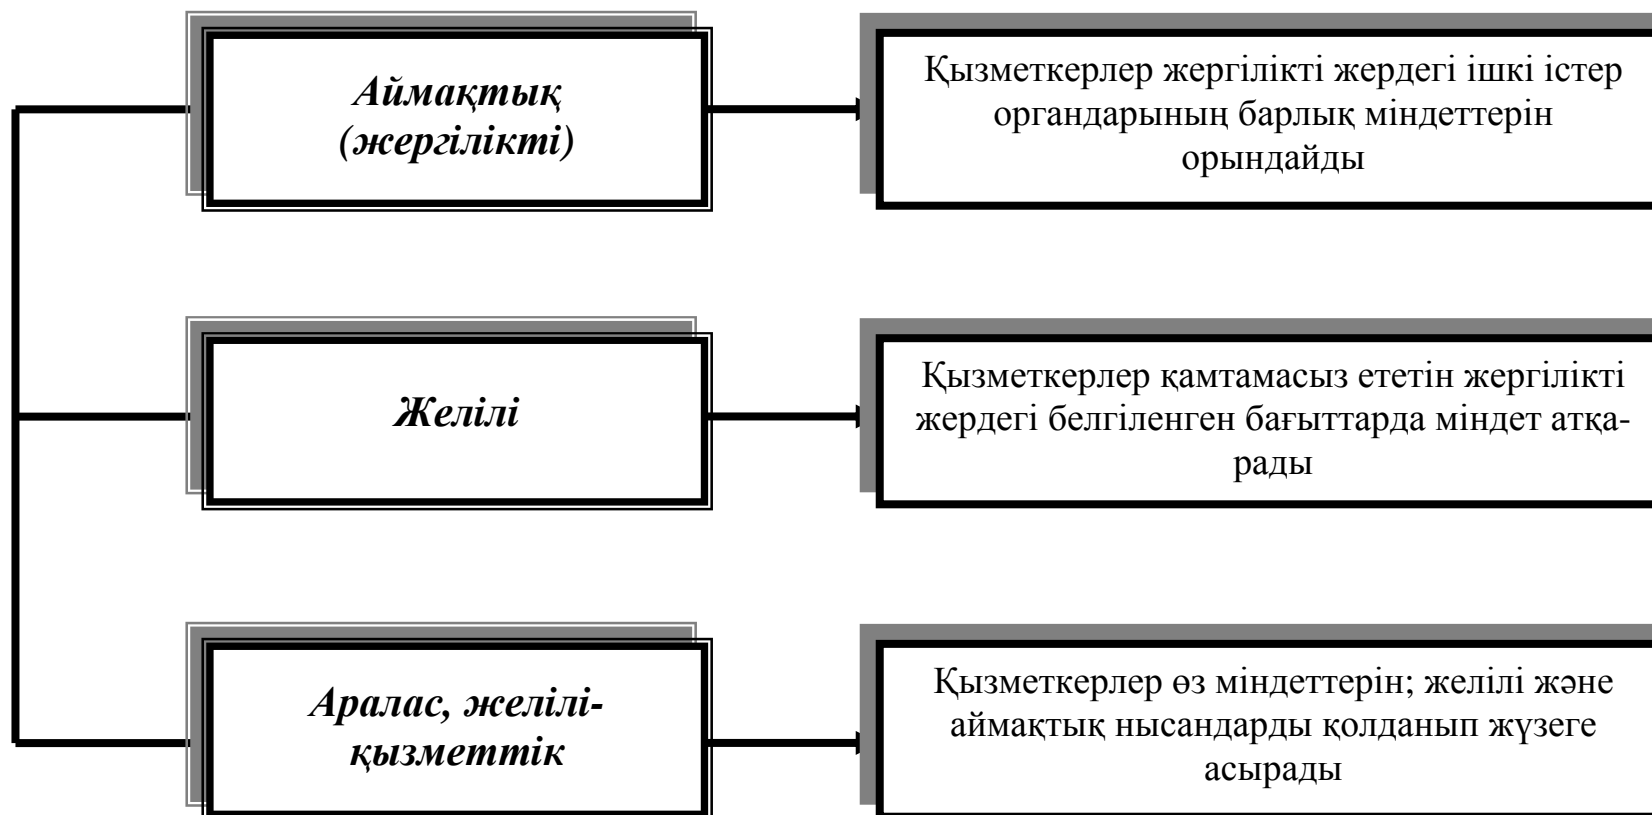 Аймақтық
(жергілікті)
Қызметкерлер жергілікті жердегі ішкі істер
органдарының барлық міндеттерін
орындайды
Желілі
Қызметкерлер қамтамасыз ететін жергілікті
жердегі белгіленген бағыттарда міндет атқа-
рады
Аралас, желілі-
қызметтік
Қызметкерлер өз міндеттерін; желілі және
аймақтық нысандарды қолданып жүзеге
асырады